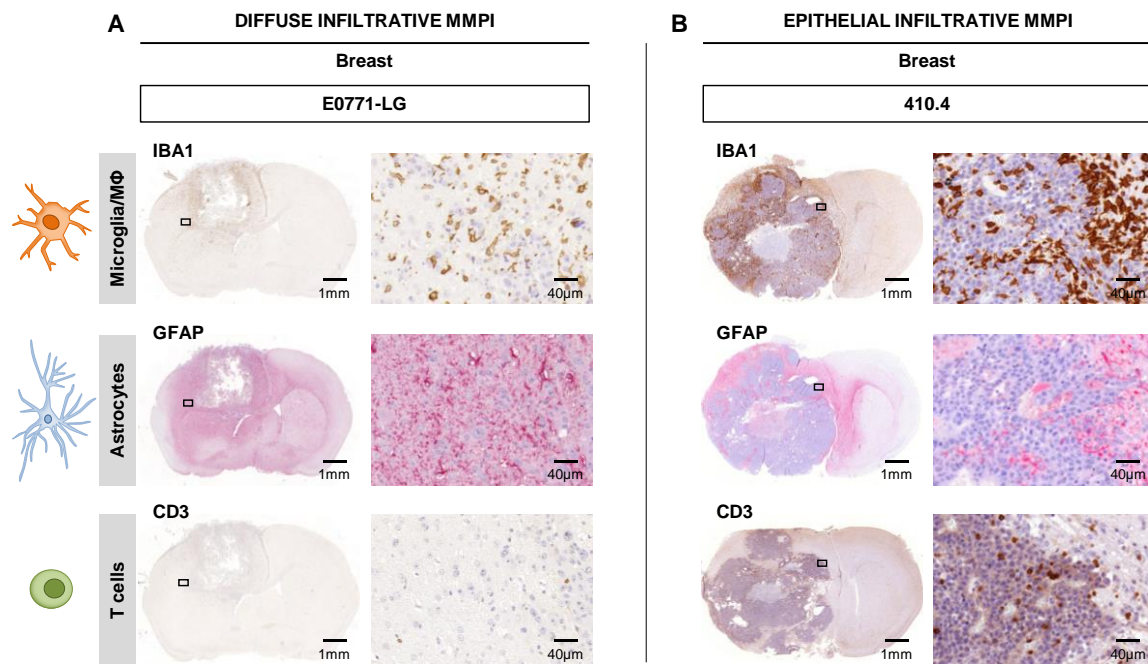 A
DIFFUSE INFILTRATIVE MMPI
Breast
E0771-LG
Microglia/MΦ
IBA1
1mm
40µm
Astrocytes
GFAP
1mm
40µm
T cells
CD3
1mm
40µm
B
EPITHELIAL INFILTRATIVE MMPI
Breast
410.4
IBA1
1mm
40µm
GFAP
1mm
40µm
CD3
1mm
40µm